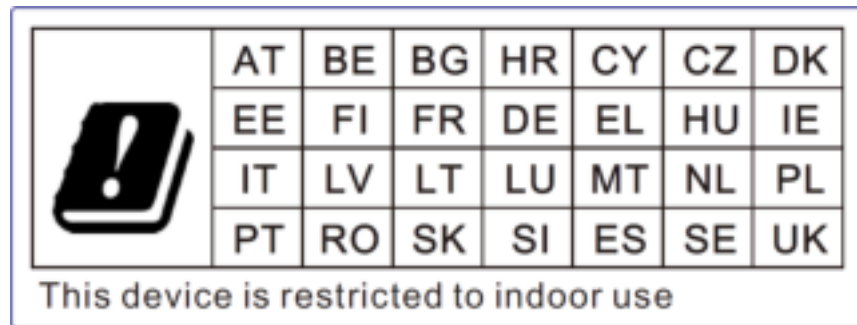 AT BE BG HR CY CZ DK
EE FI FR DE EL HU IE
IT LV LT LU MT NL PL
PT RO SK SI ES SE UK
This device is restricted to indoor use